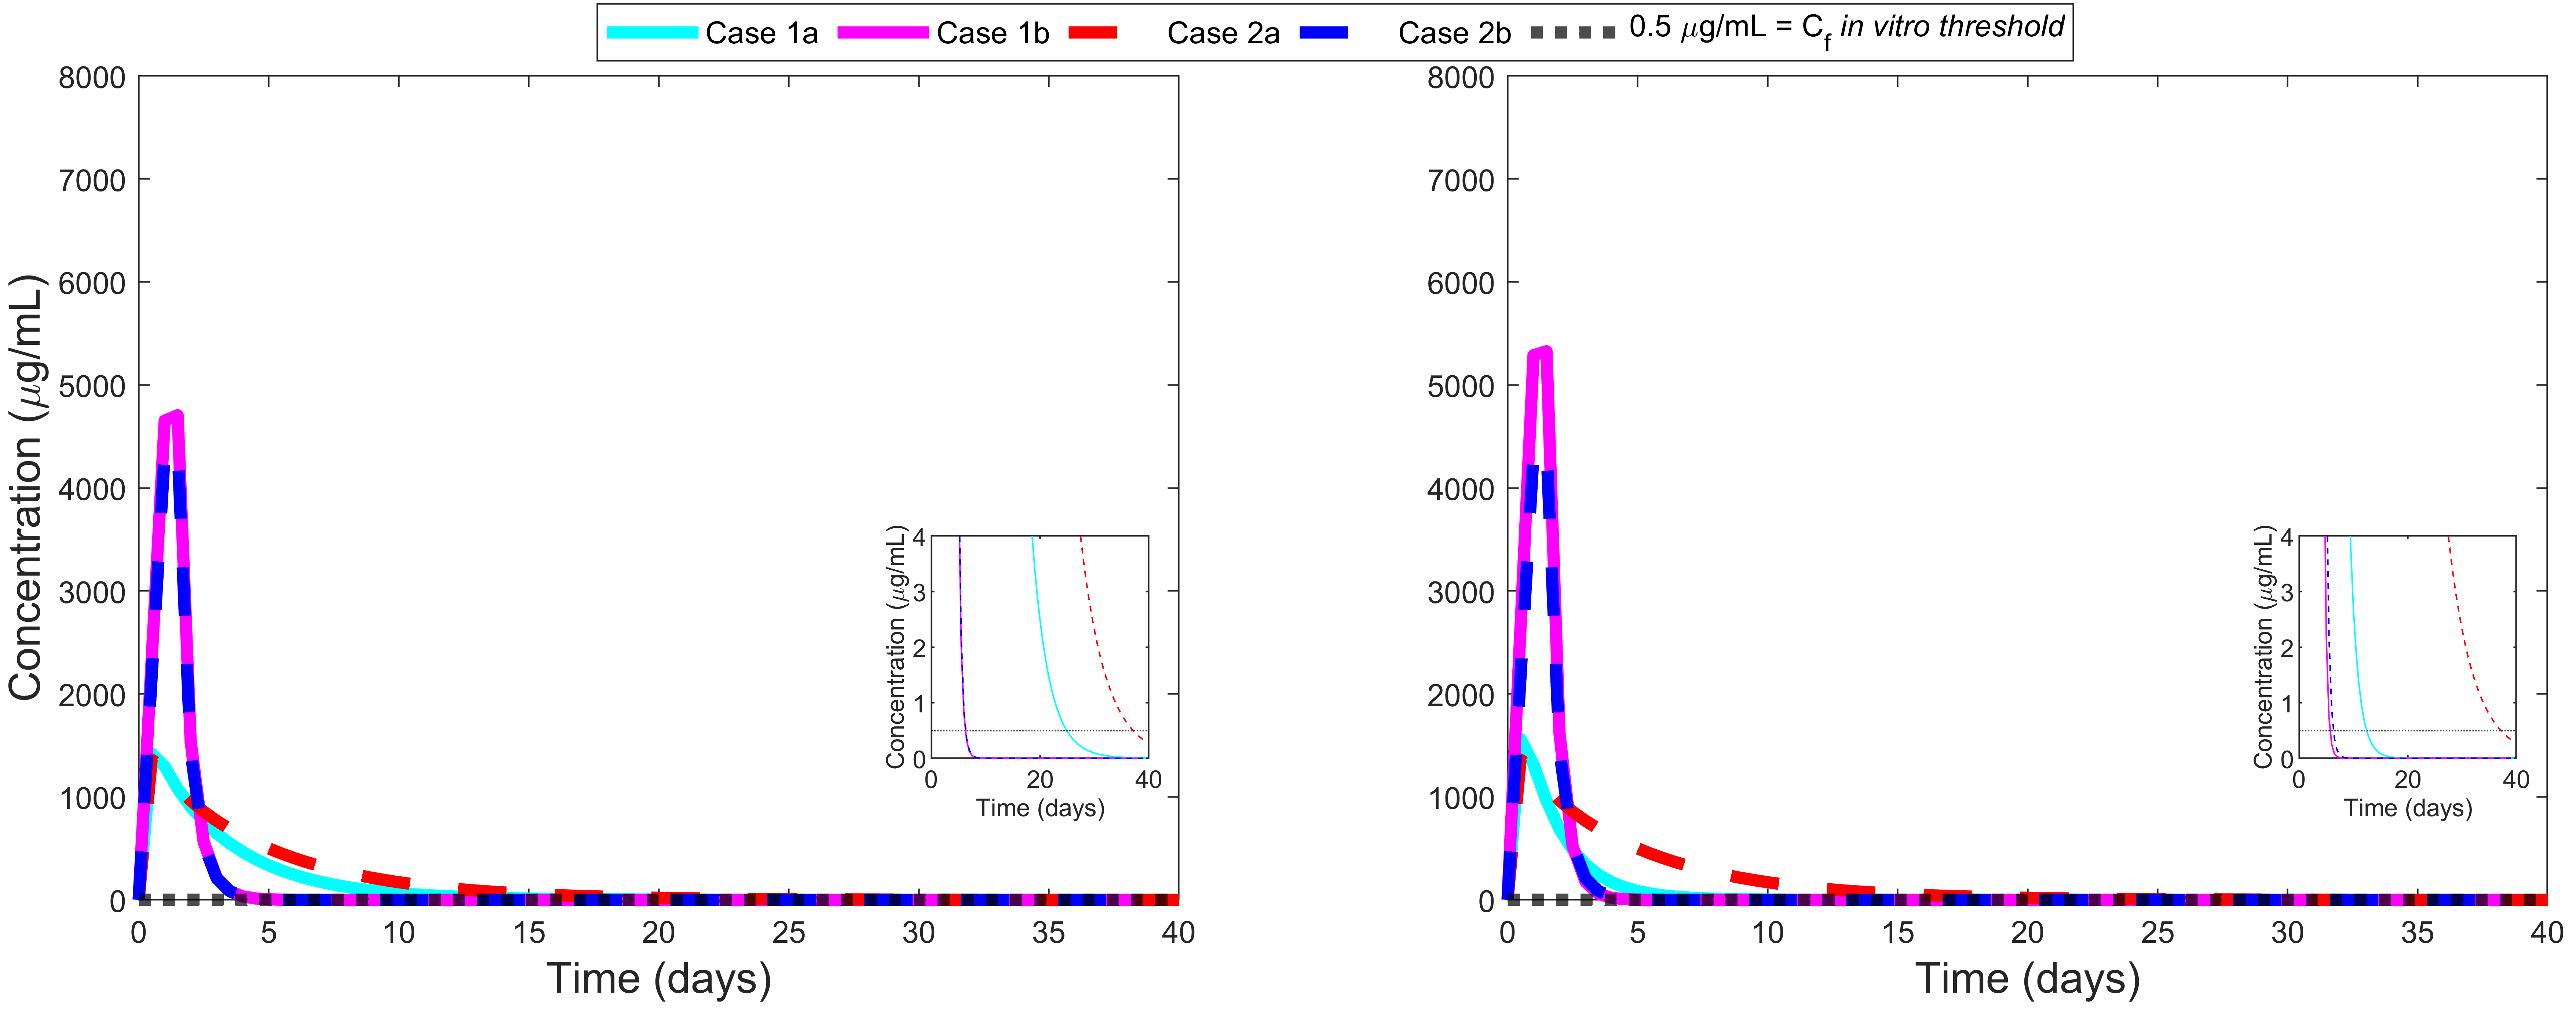 Case 1a Case 1b Case 2a Case 2b 0.5 μg/mL = Cf in vitro threshold
Concentration (μg/mL)
8000
7000
6000
5000
4000
3000
2000
1000
0
0 5 10 15 20 25 30 35 40
Time (days)
Concentration (μg/mL)
4
3
2
1
0
0 20 40
Time (days)
8000
7000
6000
5000
4000
3000
2000
1000
0
0 5 10 15 20 25 30 35 40
Time (days)
Concentration (μg/mL)
4
3
2
1
0
0 20 40
Time (days)